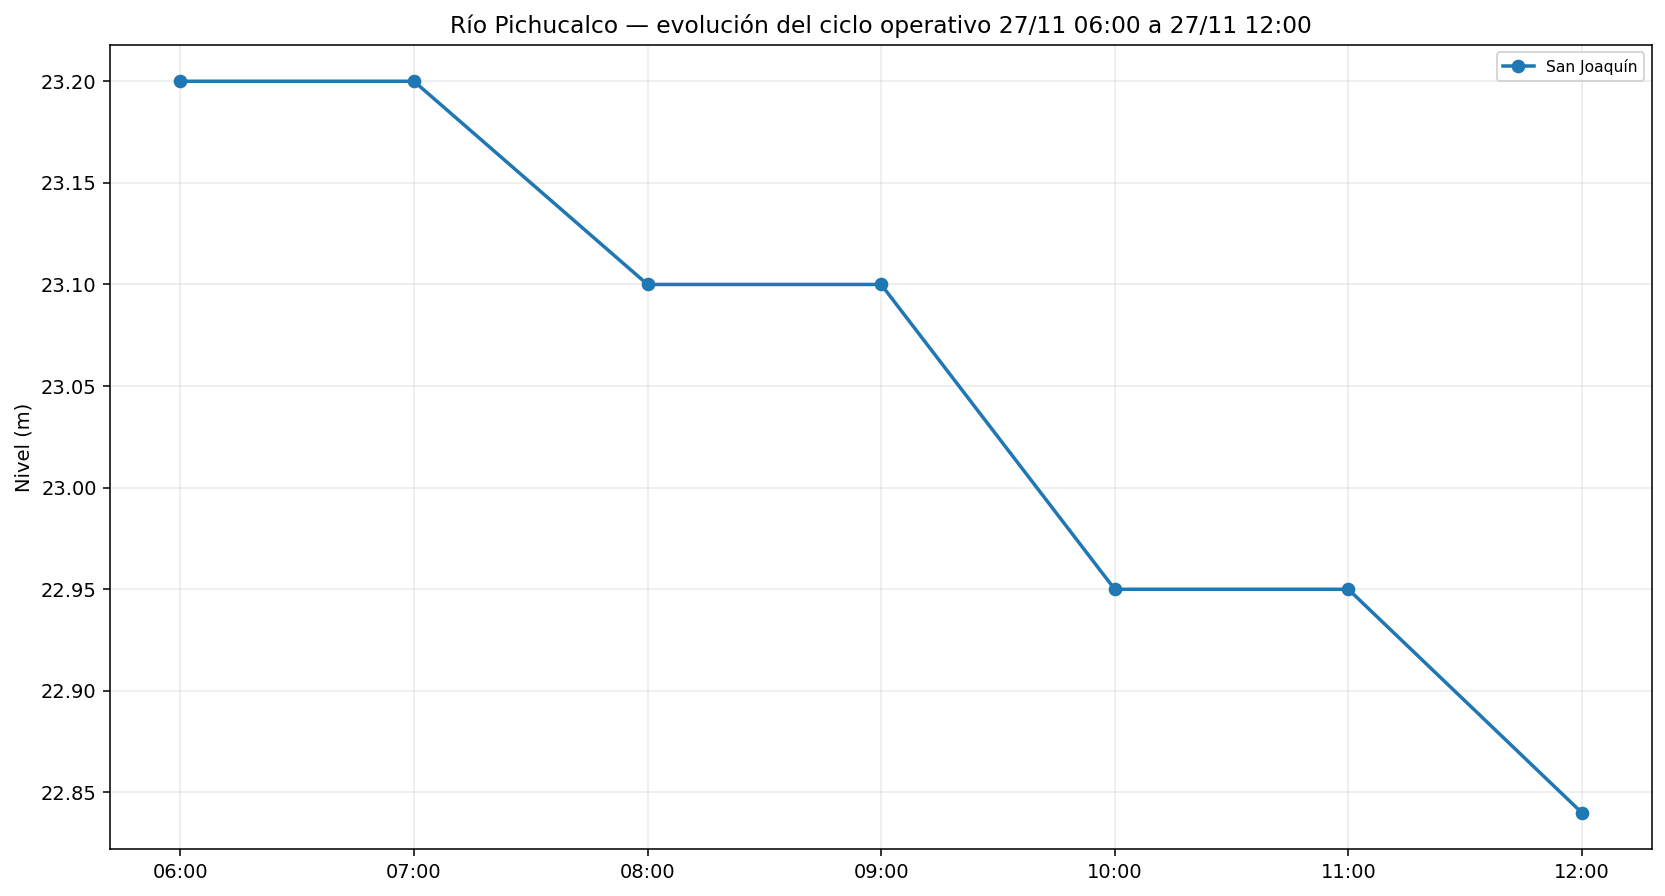 Río Pichucalco — evolución del ciclo operativo 27/11 06:00 a 27/11 12:00
San Joaquín
Nivel (m)
23.20
23.15
23.10
23.05
23.00
22.95
22.90
22.85
06:00 07:00 08:00 09:00 10:00 11:00 12:00